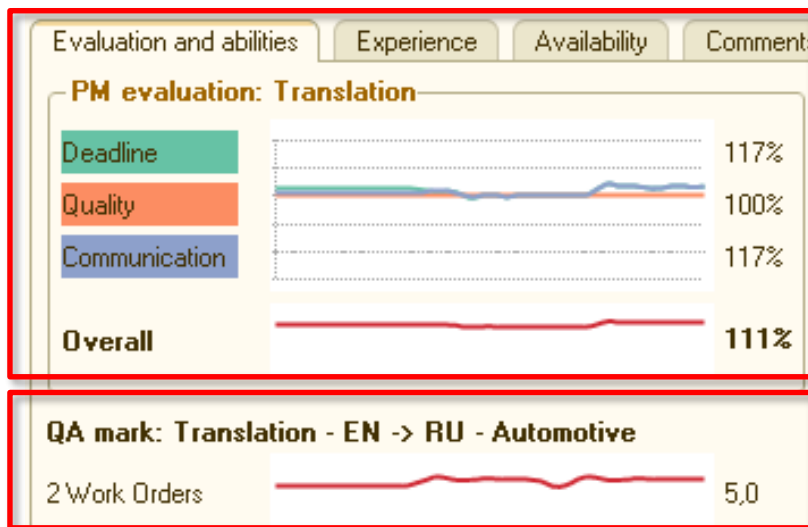 Evaluation and abilities Experience Availability Comment
PM evaluation: Translation
Deadline 117%
Quality 100%
Communication 117%
Overall 111%
QA mark: Translation - EN -> RU - Automotive
2 Work Orders 5,0